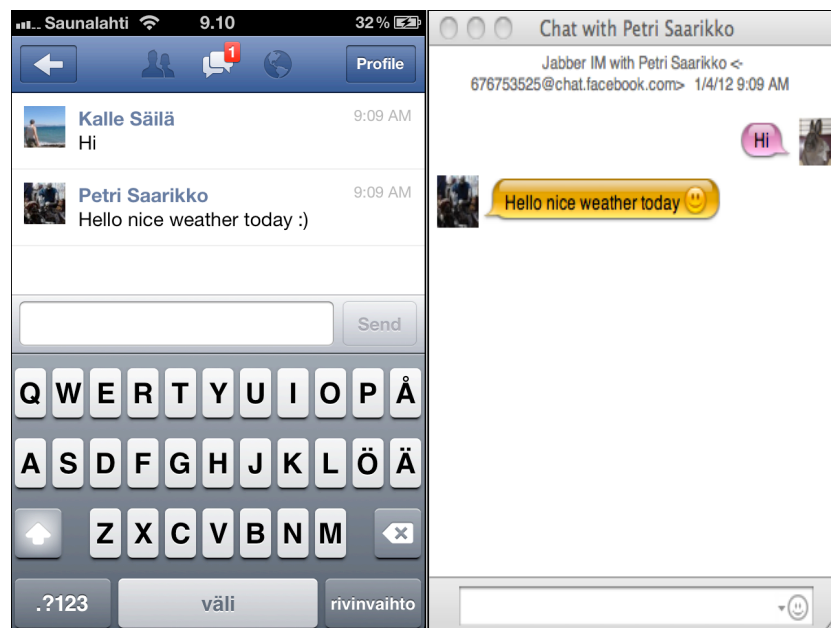 Saunalahti 9.10 32 %
1
Profile
Kalle Säilä 9:09 AM
Hi
Petri Saarikko 9:09 AM
Hello nice weather today :)
Send
Q W E R T Y U I O P Å
A S D F G H J K L Ö Ä
Z X C V B N M
.?123 väli rivinvaihto
Chat with Petri Saarikko
Jabber IM with Petri Saarikko <-
676753525@chat.facebook.com> 1/4/12 9:09 AM
Hi
Hello nice weather today